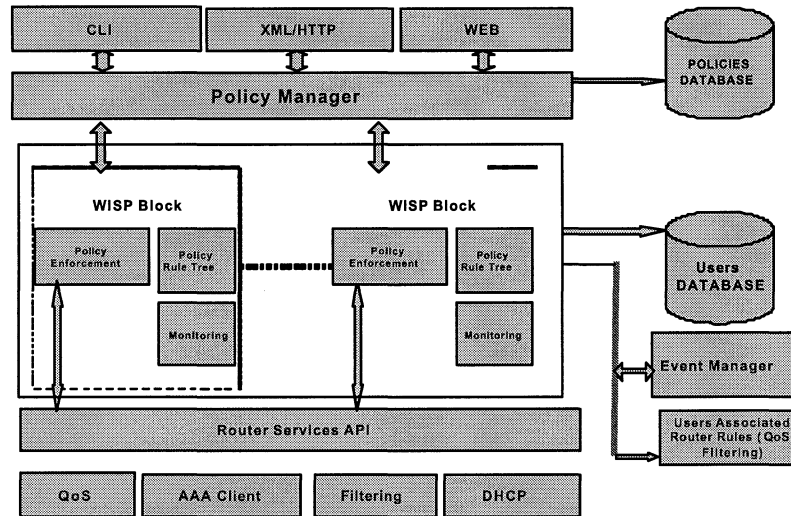 CLI
XML/HTTP
WEB
Policy Manager
POLICIES
DATABASE
WISP Block
WISP Block
Policy
Enforcement
Policy
Rule Tree
Policy
Enforcement
Policy
Rule Tree
Monitoring
Monitoring
Users
DATABASE
Event Manager
Users Associated
Router Rules (QoS
Filtering)
Router Services API
QoS
AAA Client
Filtering
DHCP